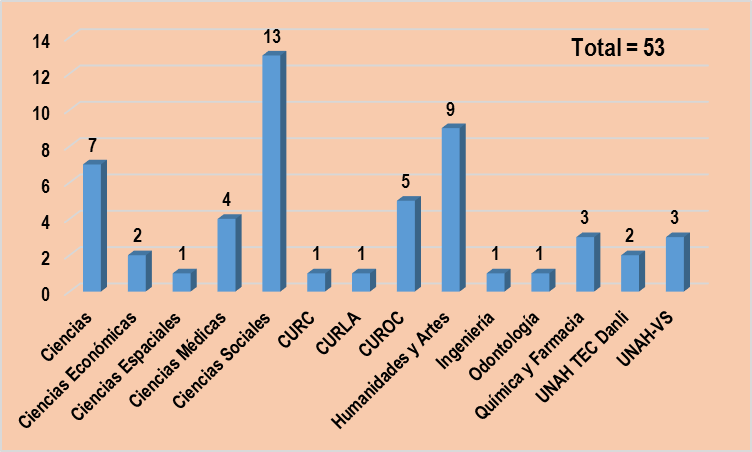 Total = 53
14
12
10
8
6
4
2
0
7
2
1
4
13
1
1
5
9
1
1
3
2
3
Ciencias
Ciencias Económicas
Ciencias Espaciales
Ciencias Médicas
Ciencias Sociales
CURC
CURLA
CUROC
Humanidades y Artes
Ingeniería
Odontología
Química y Farmacia
UNAH TEC Danli
UNAH-VS